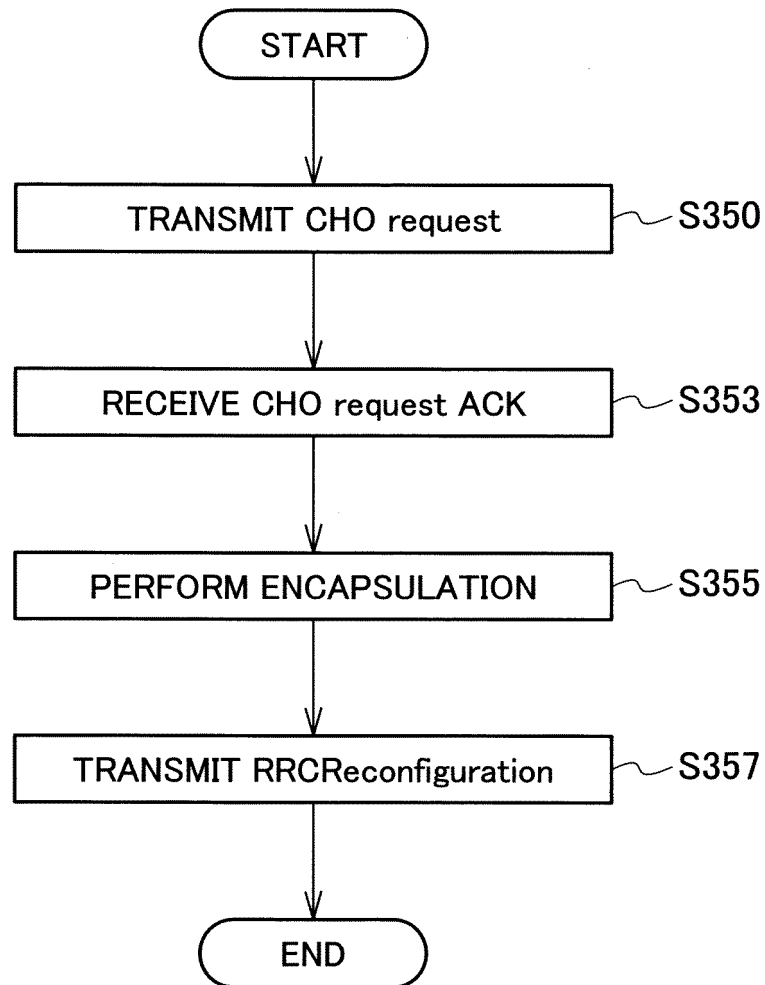 START
TRANSMIT CHO request S350
RECEIVE CHO request ACK S353
PERFORM ENCAPSULATION S355
TRANSMIT RRCReconfiguration S357
END